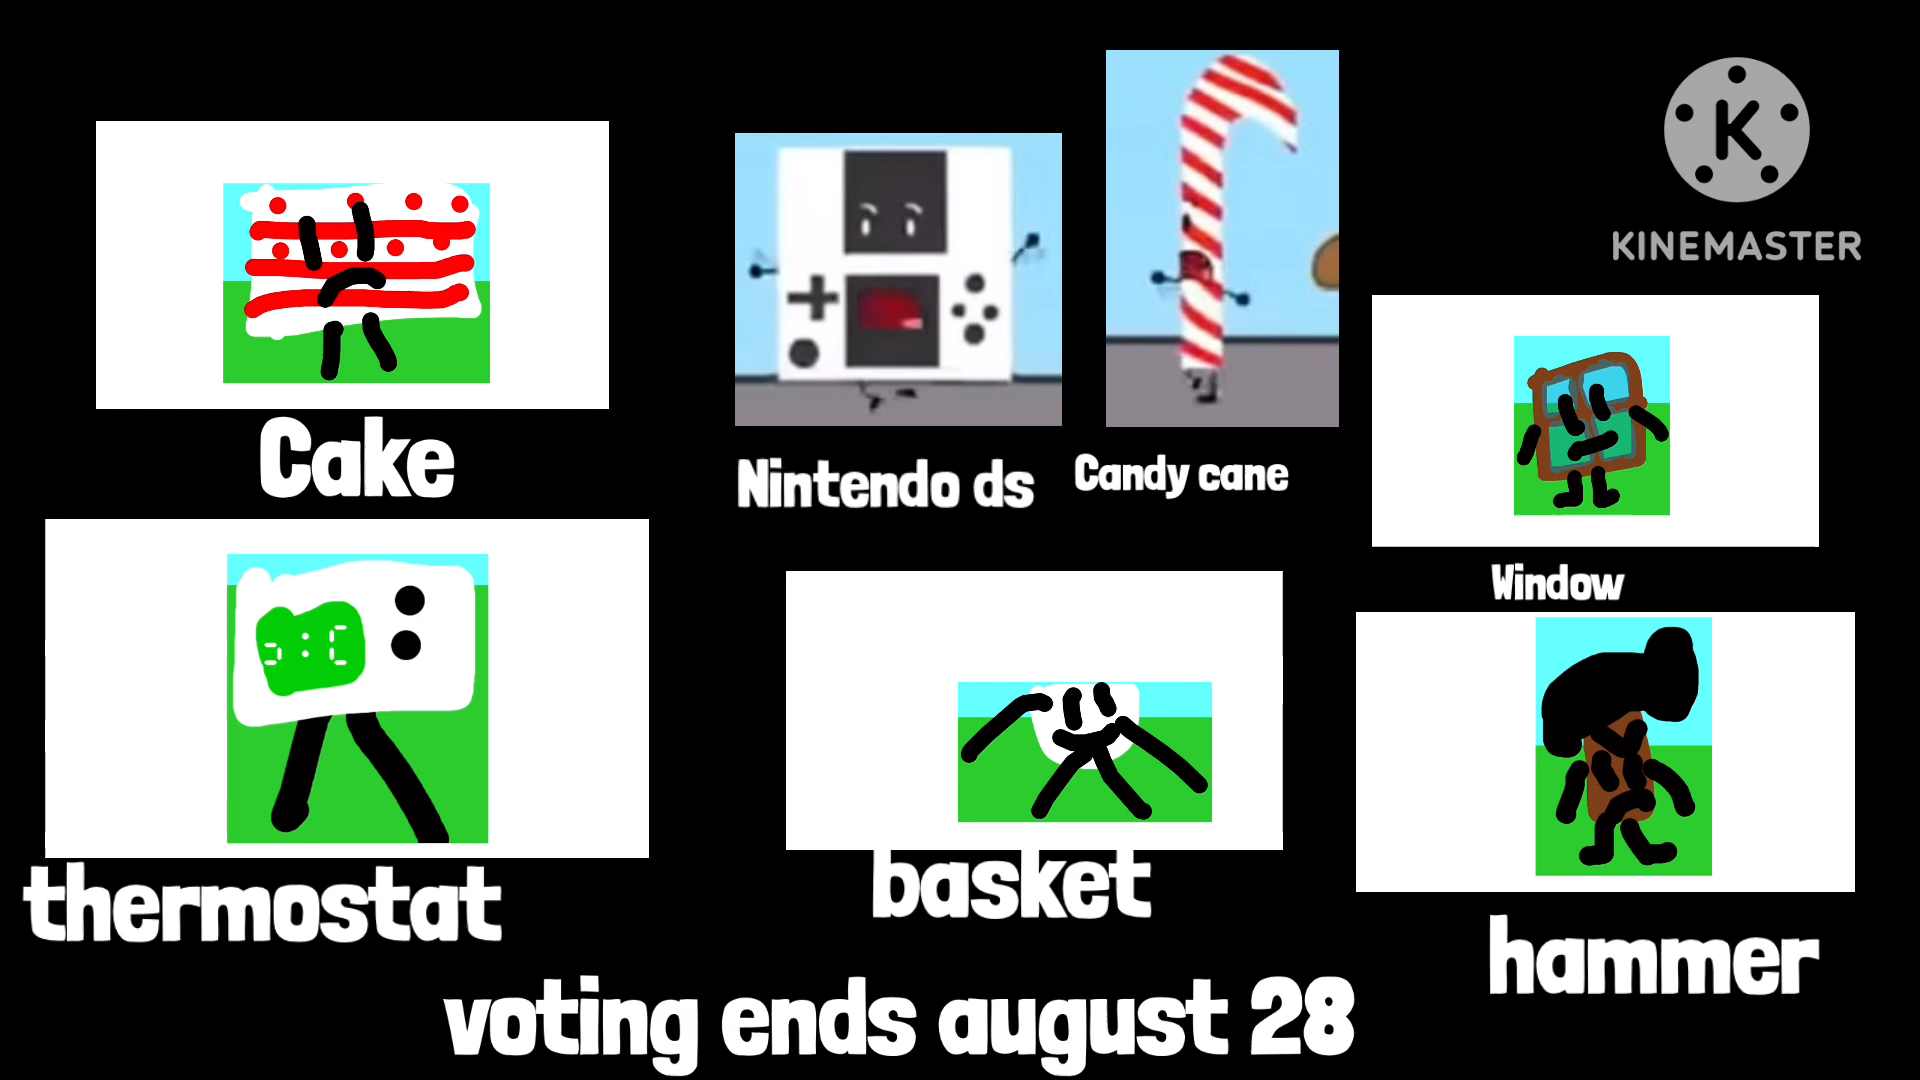 K
KINEMASTER
Cake
Nintendo ds
Candy cane
Window
thermostat
basket
hammer
voting ends august 28